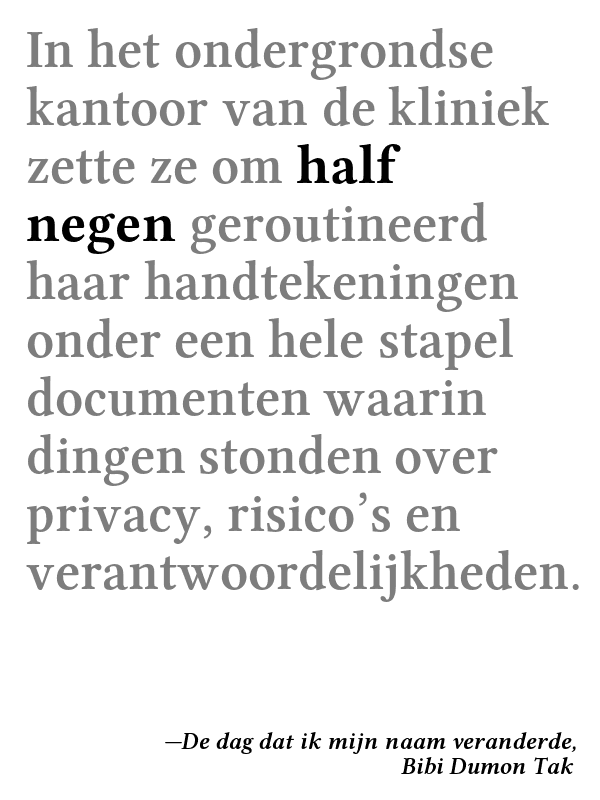 In het ondergrondse
kantoor van de kliniek
zette ze om half
negen geroutineerd
haar handtekeningen
onder een hele stapel
documenten waarin
dingen stonden over
privacy, risico’s en
verantwoordelijkheden.
—De dag dat ik mijn naam veranderde,
Bibi Dumon Tak